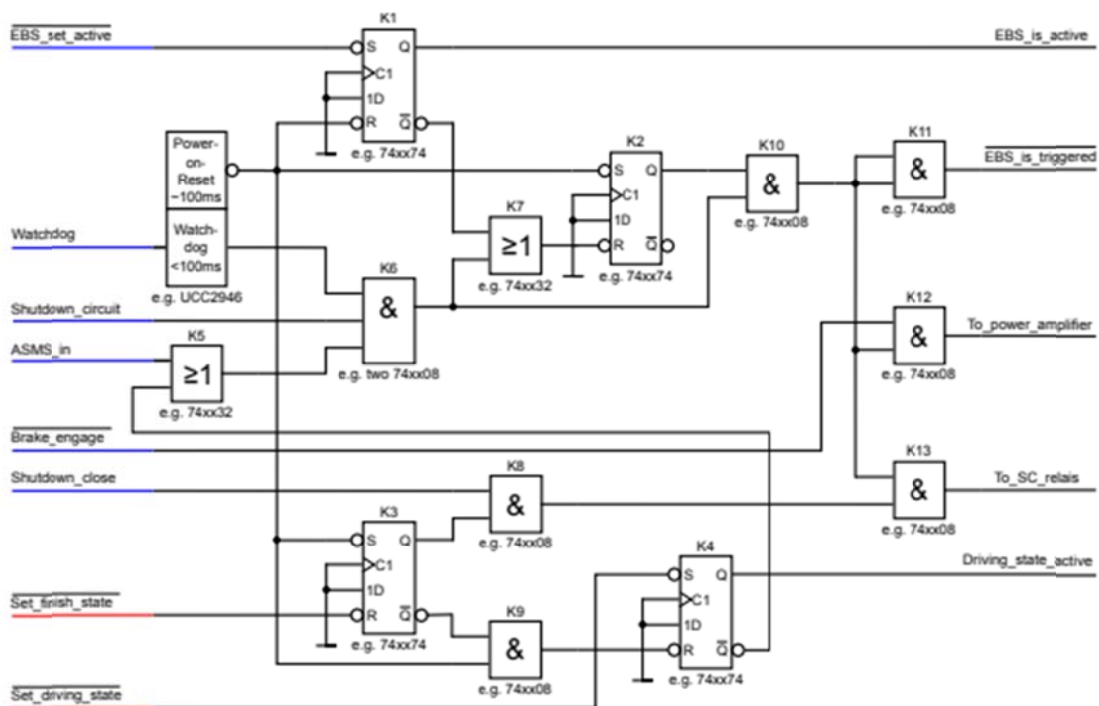 K1
EBS_set_active
S Q
EBS_is_active
C1
1D
R Q
e.g. 74xx74
Power-
on-
Reset
~100ms
K2
S Q
C1
1D
R Q
e.g. 74xx74
K10
&
e.g. 74xx08
K11
&
e.g. 74xx08
EBS_is_triggered
Watchdog
Watch-
dog
<100ms
e.g. UCC2946
K7
≥1
e.g. 74xx32
K6
&
e.g. two 74xx08
Shutdown_circuit
ASMS_in
K5
≥1
e.g. 74xx32
K12
&
e.g. 74xx08
To_power_amplifier
Brake_engage
Shutdown_close
K8
&
e.g. 74xx08
K13
&
e.g. 74xx08
To_SC_relais
K3
S Q
C1
1D
R Q
e.g. 74xx74
Set_finish_state
K9
&
e.g. 74xx08
K4
S Q
C1
1D
R Q
e.g. 74xx74
Driving_state_active
Set_driving_state